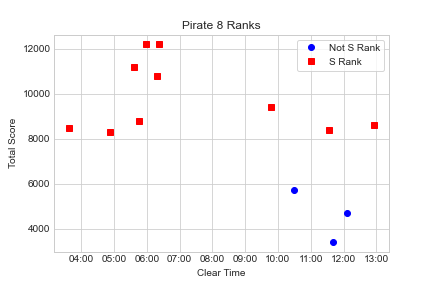 Pirate 8 Ranks
Not S Rank
S Rank
12000
10000
8000
6000
4000
Total Score
04:00 05:00 06:00 07:00 08:00 09:00 10:00 11:00 12:00 13:00
Clear Time